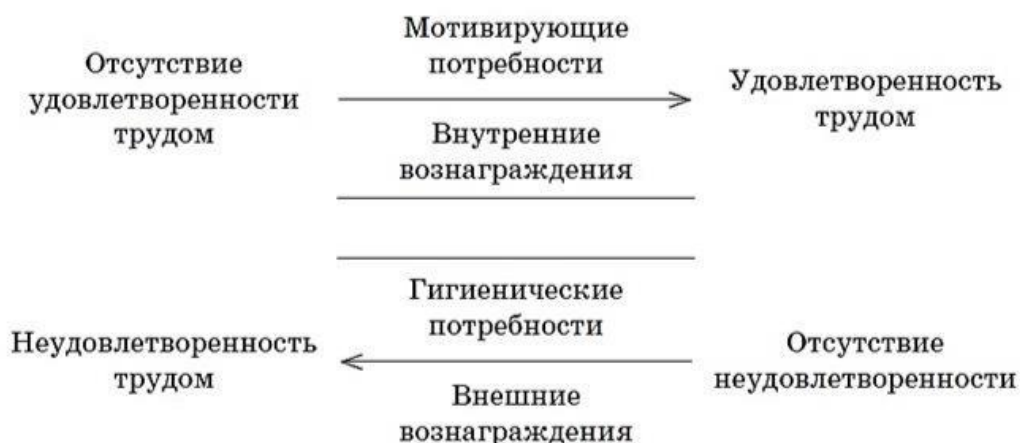 Отсутствие
удовлетворенности
трудом
Мотивирующие
потребности
Внутренние
вознаграждения
Удовлетворенность
трудом
Неудовлетворенность
трудом
Гигиенические
потребности
Внешние
вознаграждения
Отсутствие
неудовлетворенности